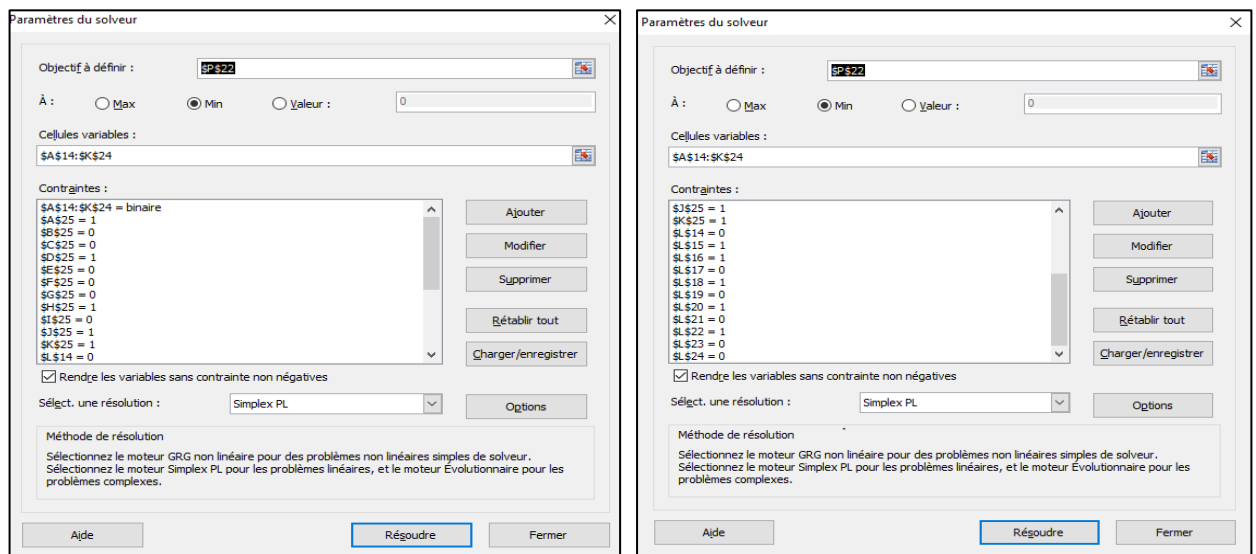 Paramètres du solveur
Objectif à définir :
$P$22
À :
Max
Min
Valeur :
0
Cellules variables :
$A$14:$K$24
Contraintes :
$A$14:$K$24 = binaire
$A$25 = 1
$B$25 = 0
$C$25 = 0
$D$25 = 1
$E$25 = 0
$F$25 = 0
$G$25 = 0
$H$25 = 1
$I$25 = 0
$J$25 = 1
$K$25 = 1
$L$14 = 0
Ajouter
Modifier
Supprimer
Rétablir tout
Charger/enregistrer
Rendre les variables sans contrainte non négatives
Sélect. une résolution :
Simplex PL
Options
Méthode de résolution
Sélectionnez le moteur GRG non linéaire pour des problèmes non linéaires simples de solveur.
Sélectionnez le moteur Simplex PL pour les problèmes linéaires, et le moteur Évolutionnaire pour les
problèmes complexes.
Aide
Résoudre
Fermer
Paramètres du solveur
Objectif à définir :
$P$22
À :
Max
Min
Valeur :
0
Cellules variables :
$A$14:$K$24
Contraintes :
$J$25 = 1
$K$25 = 1
$L$14 = 0
$L$15 = 1
$L$16 = 1
$L$17 = 0
$L$18 = 1
$L$19 = 0
$L$20 = 1
$L$21 = 0
$L$22 = 1
$L$23 = 0
$L$24 = 0
Ajouter
Modifier
Supprimer
Rétablir tout
Charger/enregistrer
Rendre les variables sans contrainte non négatives
Sélect. une résolution :
Simplex PL
Options
Méthode de résolution
Sélectionnez le moteur GRG non linéaire pour des problèmes non linéaires simples de solveur.
Sélectionnez le moteur Simplex PL pour les problèmes linéaires, et le moteur Évolutionnaire pour les
problèmes complexes.
Aide
Résoudre
Fermer